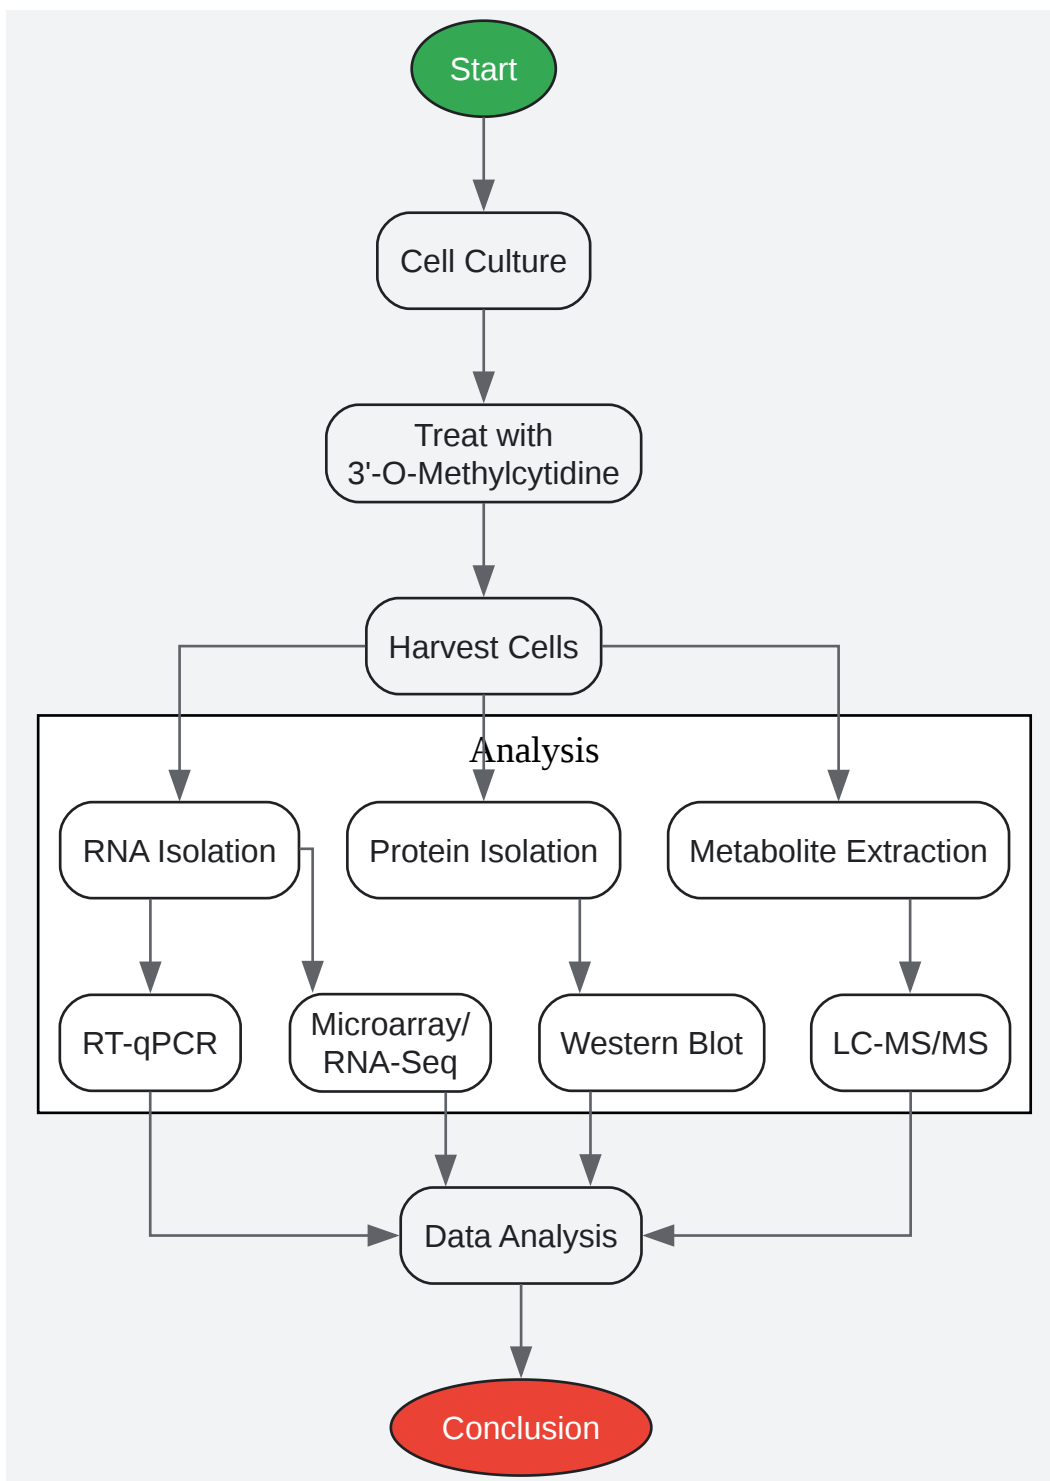 Start
Cell Culture
Treat with
3'-O-Methylcytidine
Harvest Cells
Analysis
RNA Isolation
Protein Isolation
Metabolite Extraction
RT-qPCR
Microarray/
RNA-Seq
Western Blot
LC-MS/MS
Data Analysis
Conclusion